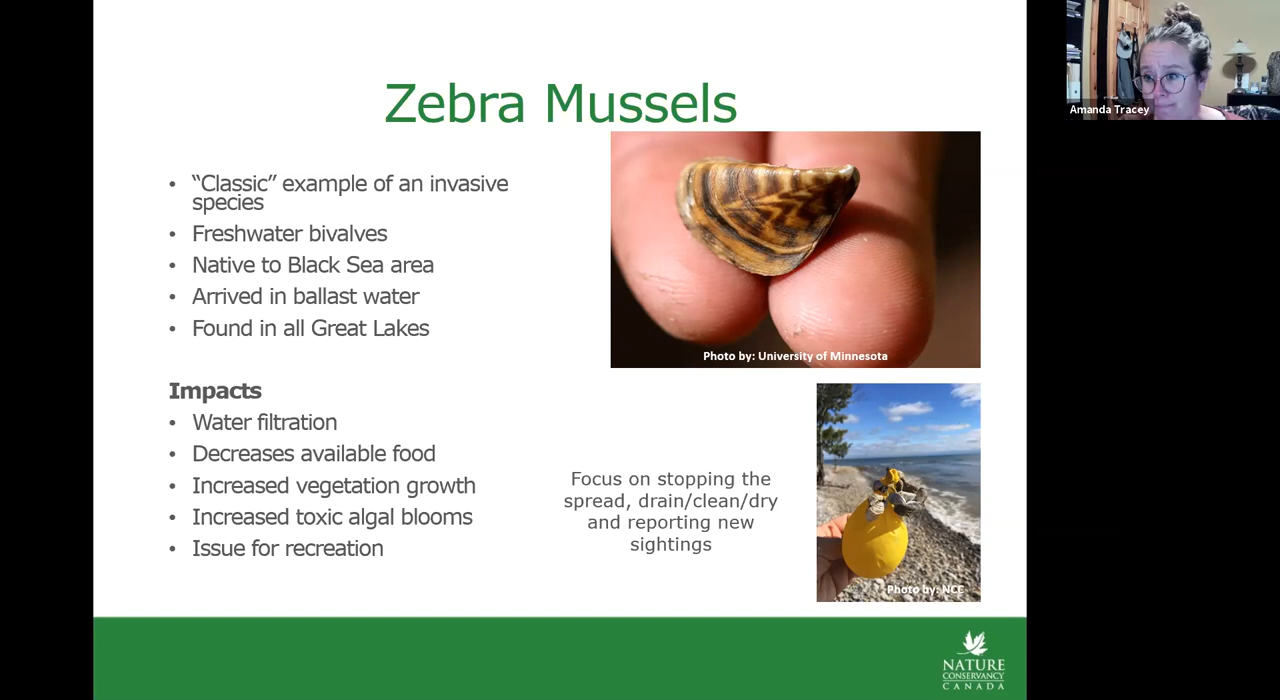 Zebra Mussels
• "Classic" example of an invasive
species
• Freshwater bivalves
• Native to Black Sea area
• Arrived in ballast water
• Found in all Great Lakes
Impacts
• Water filtration
• Decreases available food
• Increased vegetation growth
• Increased toxic algal blooms
• Issue for recreation
Photo by: University of Minnesota
Focus on stopping the
spread, drain/clean/dry
and reporting new
sightings
Photo by: NCC
NATURE
CONSERVANCY
CANADA
Amanda Tracey